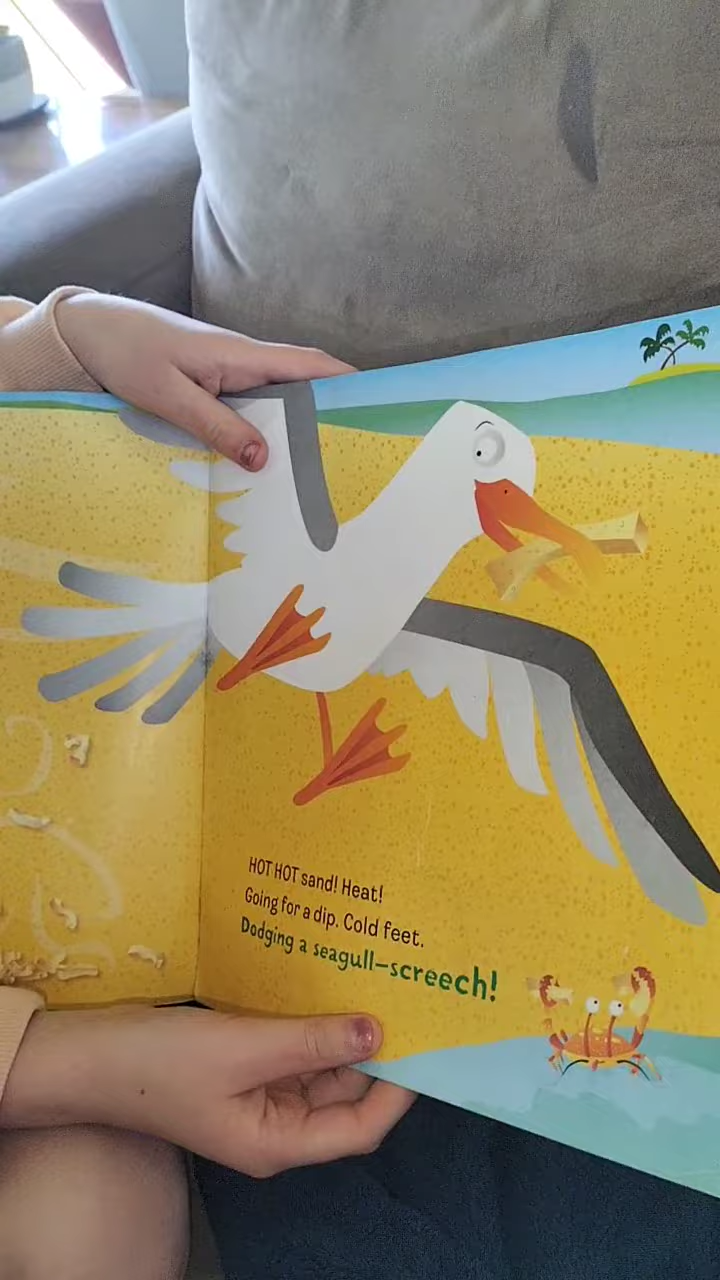 HOT HOT sand! Heat!
Going for a dip. Cold feet.
Dodging a seagull–screech!